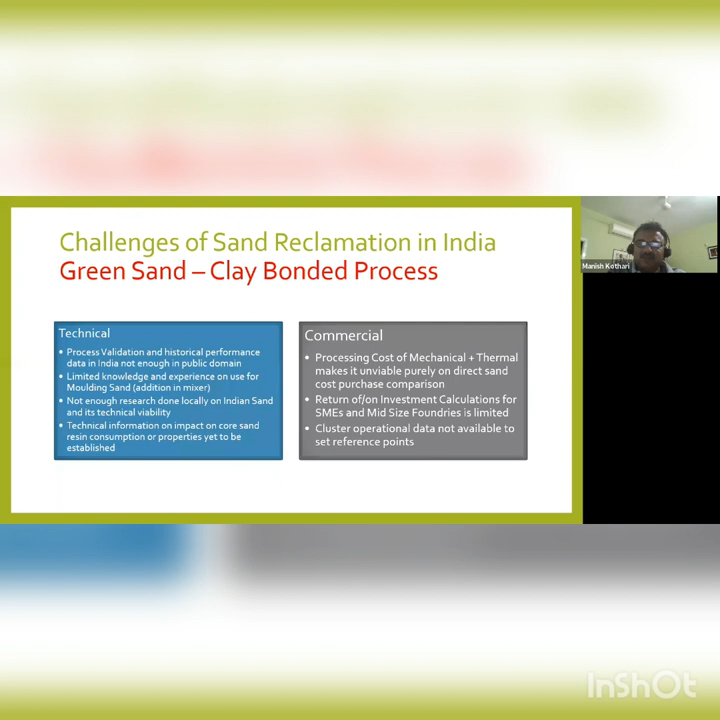 Challenges of Sand Reclamation in India
Green Sand – Clay Bonded Process
Technical
• Process Validation and historical performance
data in India not enough in public domain
• Limited knowledge and experience on use for
Moulding Sand (addition in mixer)
• Not enough research done locally on Indian Sand
and its technical viability
• Technical information on impact on core sand
resin consumption or properties yet to be
established
Commercial
• Processing Cost of Mechanical + Thermal
makes it unviable purely on direct sand
cost purchase comparison
• Return of/on Investment Calculations for
SMEs and Mid Size Foundries is limited
• Cluster operational data not available to
set reference points
Manish Kothari
InShOt